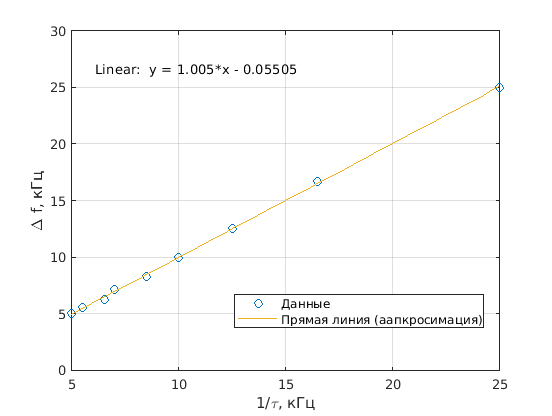 30
25
20
15
10
5
0
Δ f, кГц
Linear: y = 1.005*x - 0.05505
Данные
Прямая линия (аапкросимация)
5 10 15 20 25
1/τ, кГц